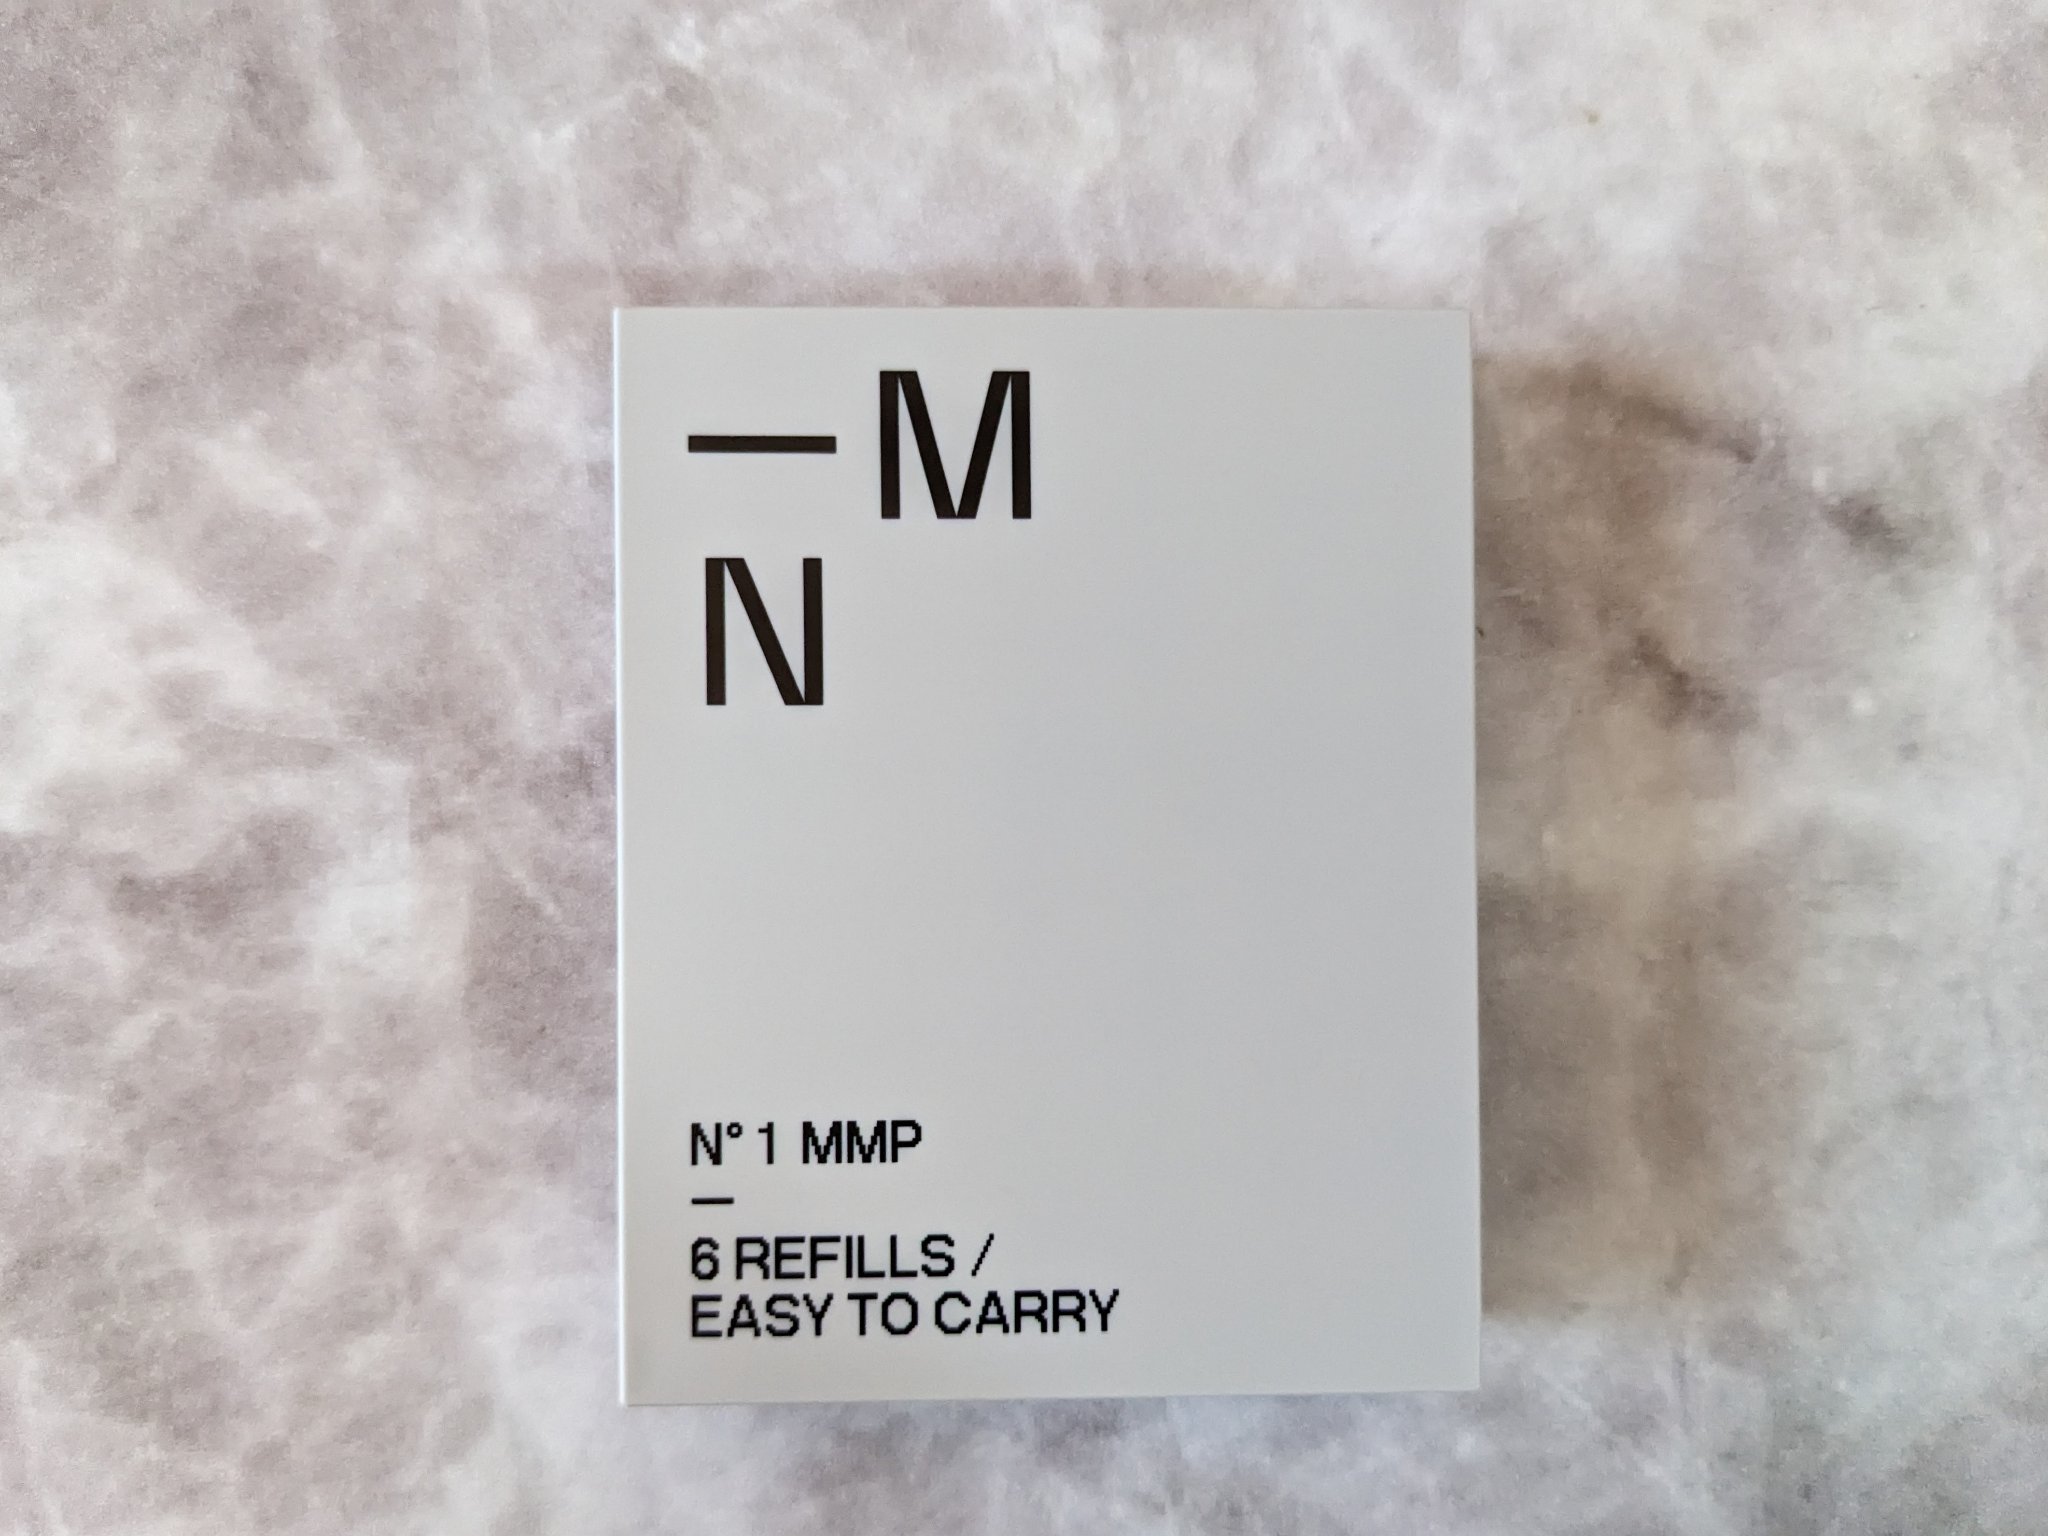 —M
N
N° 1 MMP
—
6 REFILLS /
EASY TO CARRY